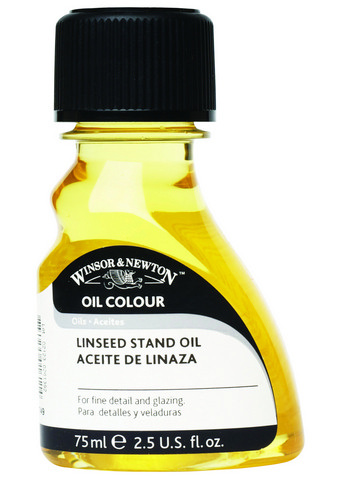 WINSOR & NEWTON™
OIL COLOUR
Oils • Aceites
LINSEED STAND OIL
ACEITE DE LINAZA
For fine detail and glazing.
Para detalles y veladuras
75ml ℮ 2.5 U.S. fl.oz.